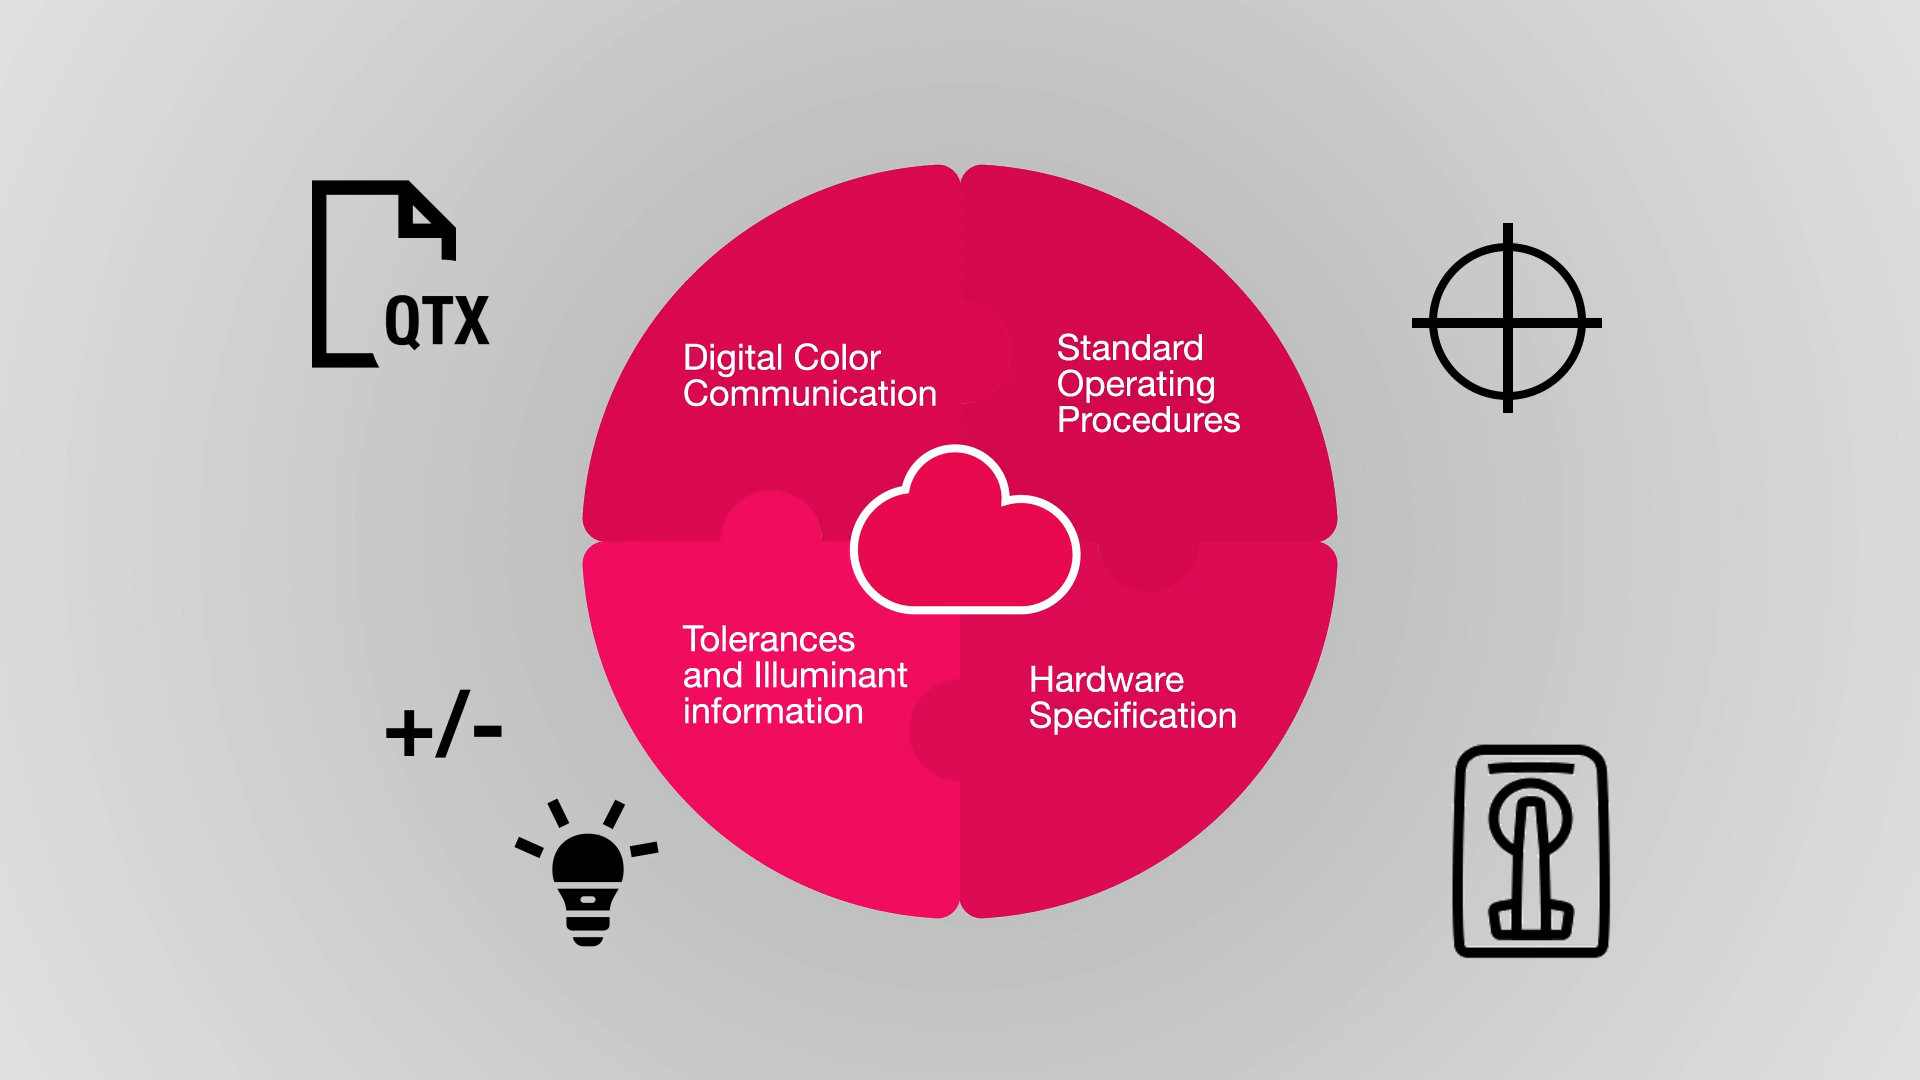 QTX
Digital Color
Communication
Standard
Operating
Procedures
Tolerances
and Illuminant
information
Hardware
Specification
+/-